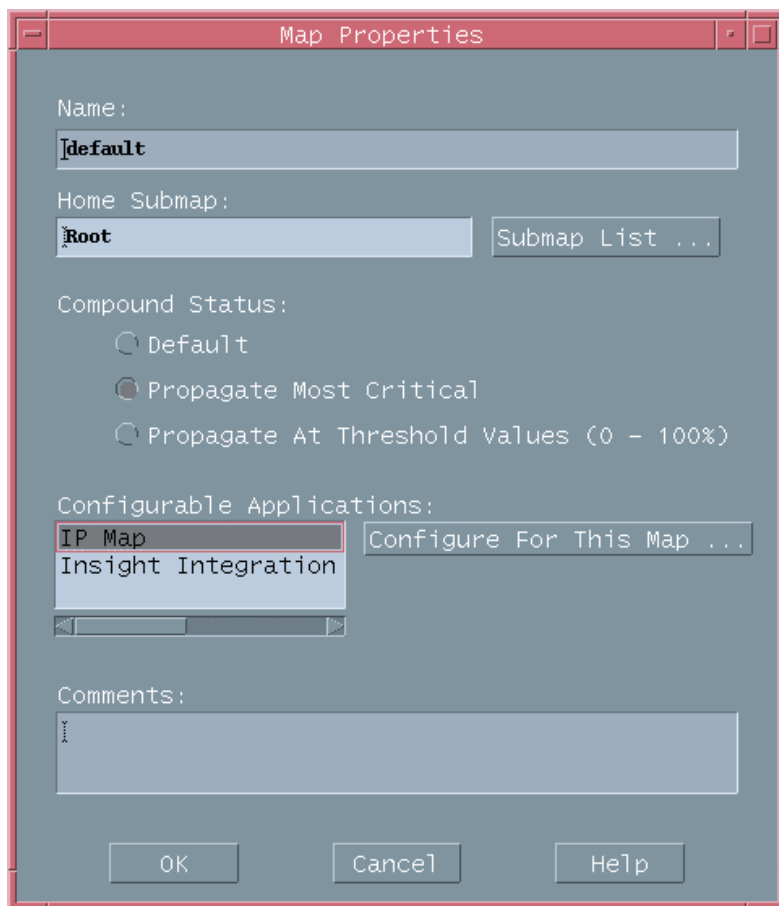 Map Properties
Name:
default
Home Submap:
Root
Submap List ...
Compound Status:
Default
Propagate Most Critical
Propagate At Threshold Values (0 - 100%)
Configurable Applications:
IP Map
Configure For This Map ...
Insight Integration
Comments:
OK Cancel Help